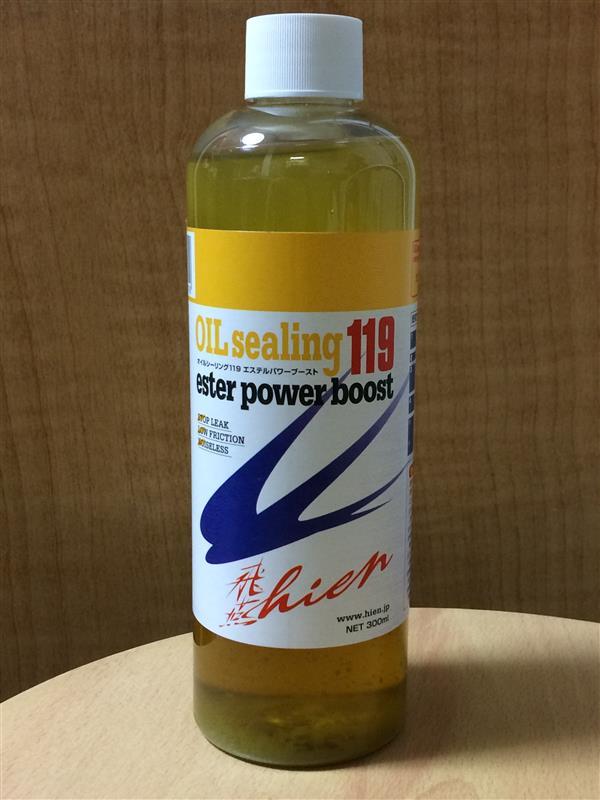 OIL sealing 119
オイルシーリング119 エステルパワーブースト
ester power boost
STOP LEAK
LOW FRICTION
NOISELESS
飛燕 hien
www.hien.jp
NET 300ml